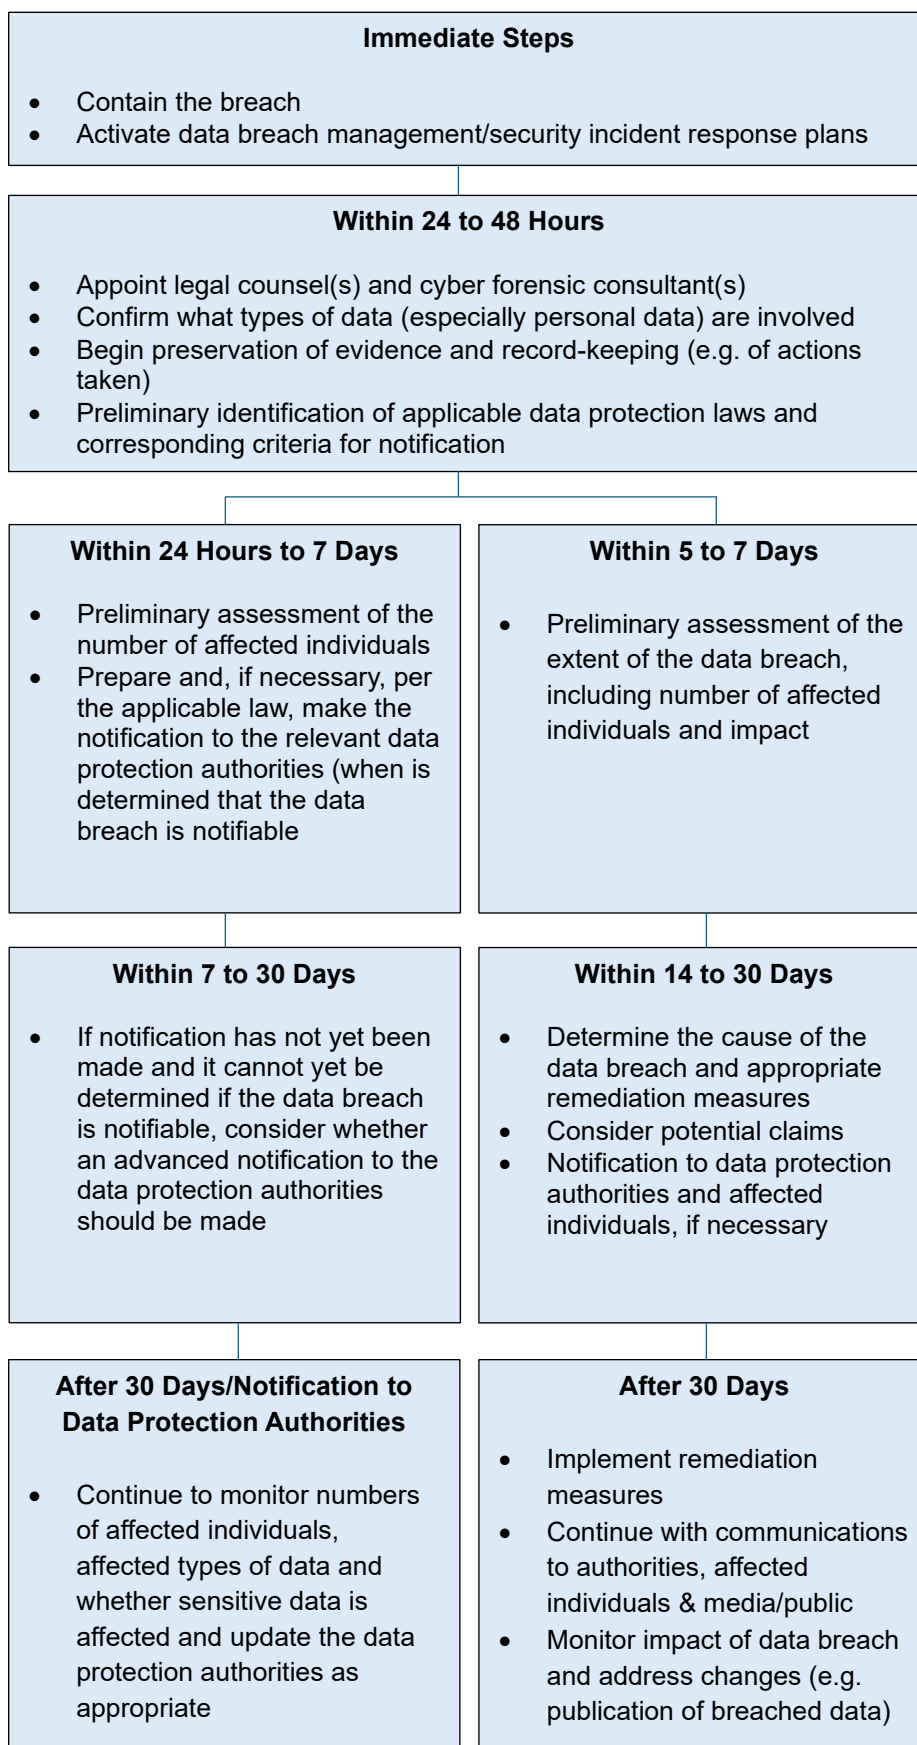 Immediate Steps
• Contain the breach
• Activate data breach management/security incident response plans
Within 24 to 48 Hours
• Appoint legal counsel(s) and cyber forensic consultant(s)
• Confirm what types of data (especially personal data) are involved
• Begin preservation of evidence and record-keeping (e.g. of actions
taken)
• Preliminary identification of applicable data protection laws and
corresponding criteria for notification
Within 24 Hours to 7 Days
• Preliminary assessment of the
number of affected individuals
• Prepare and, if necessary, per
the applicable law, make the
notification to the relevant data
protection authorities (when is
determined that the data
breach is notifiable
Within 5 to 7 Days
• Preliminary assessment of the
extent of the data breach,
including number of affected
individuals and impact
Within 7 to 30 Days
• If notification has not yet been
made and it cannot yet be
determined if the data breach
is notifiable, consider whether
an advanced notification to the
data protection authorities
should be made
Within 14 to 30 Days
• Determine the cause of the
data breach and appropriate
remediation measures
• Consider potential claims
• Notification to data protection
authorities and affected
individuals, if necessary
After 30 Days/Notification to
Data Protection Authorities
• Continue to monitor numbers
of affected individuals,
affected types of data and
whether sensitive data is
affected and update the data
protection authorities as
appropriate
After 30 Days
• Implement remediation
measures
• Continue with communications
to authorities, affected
individuals & media/public
• Monitor impact of data breach
and address changes (e.g.
publication of breached data)